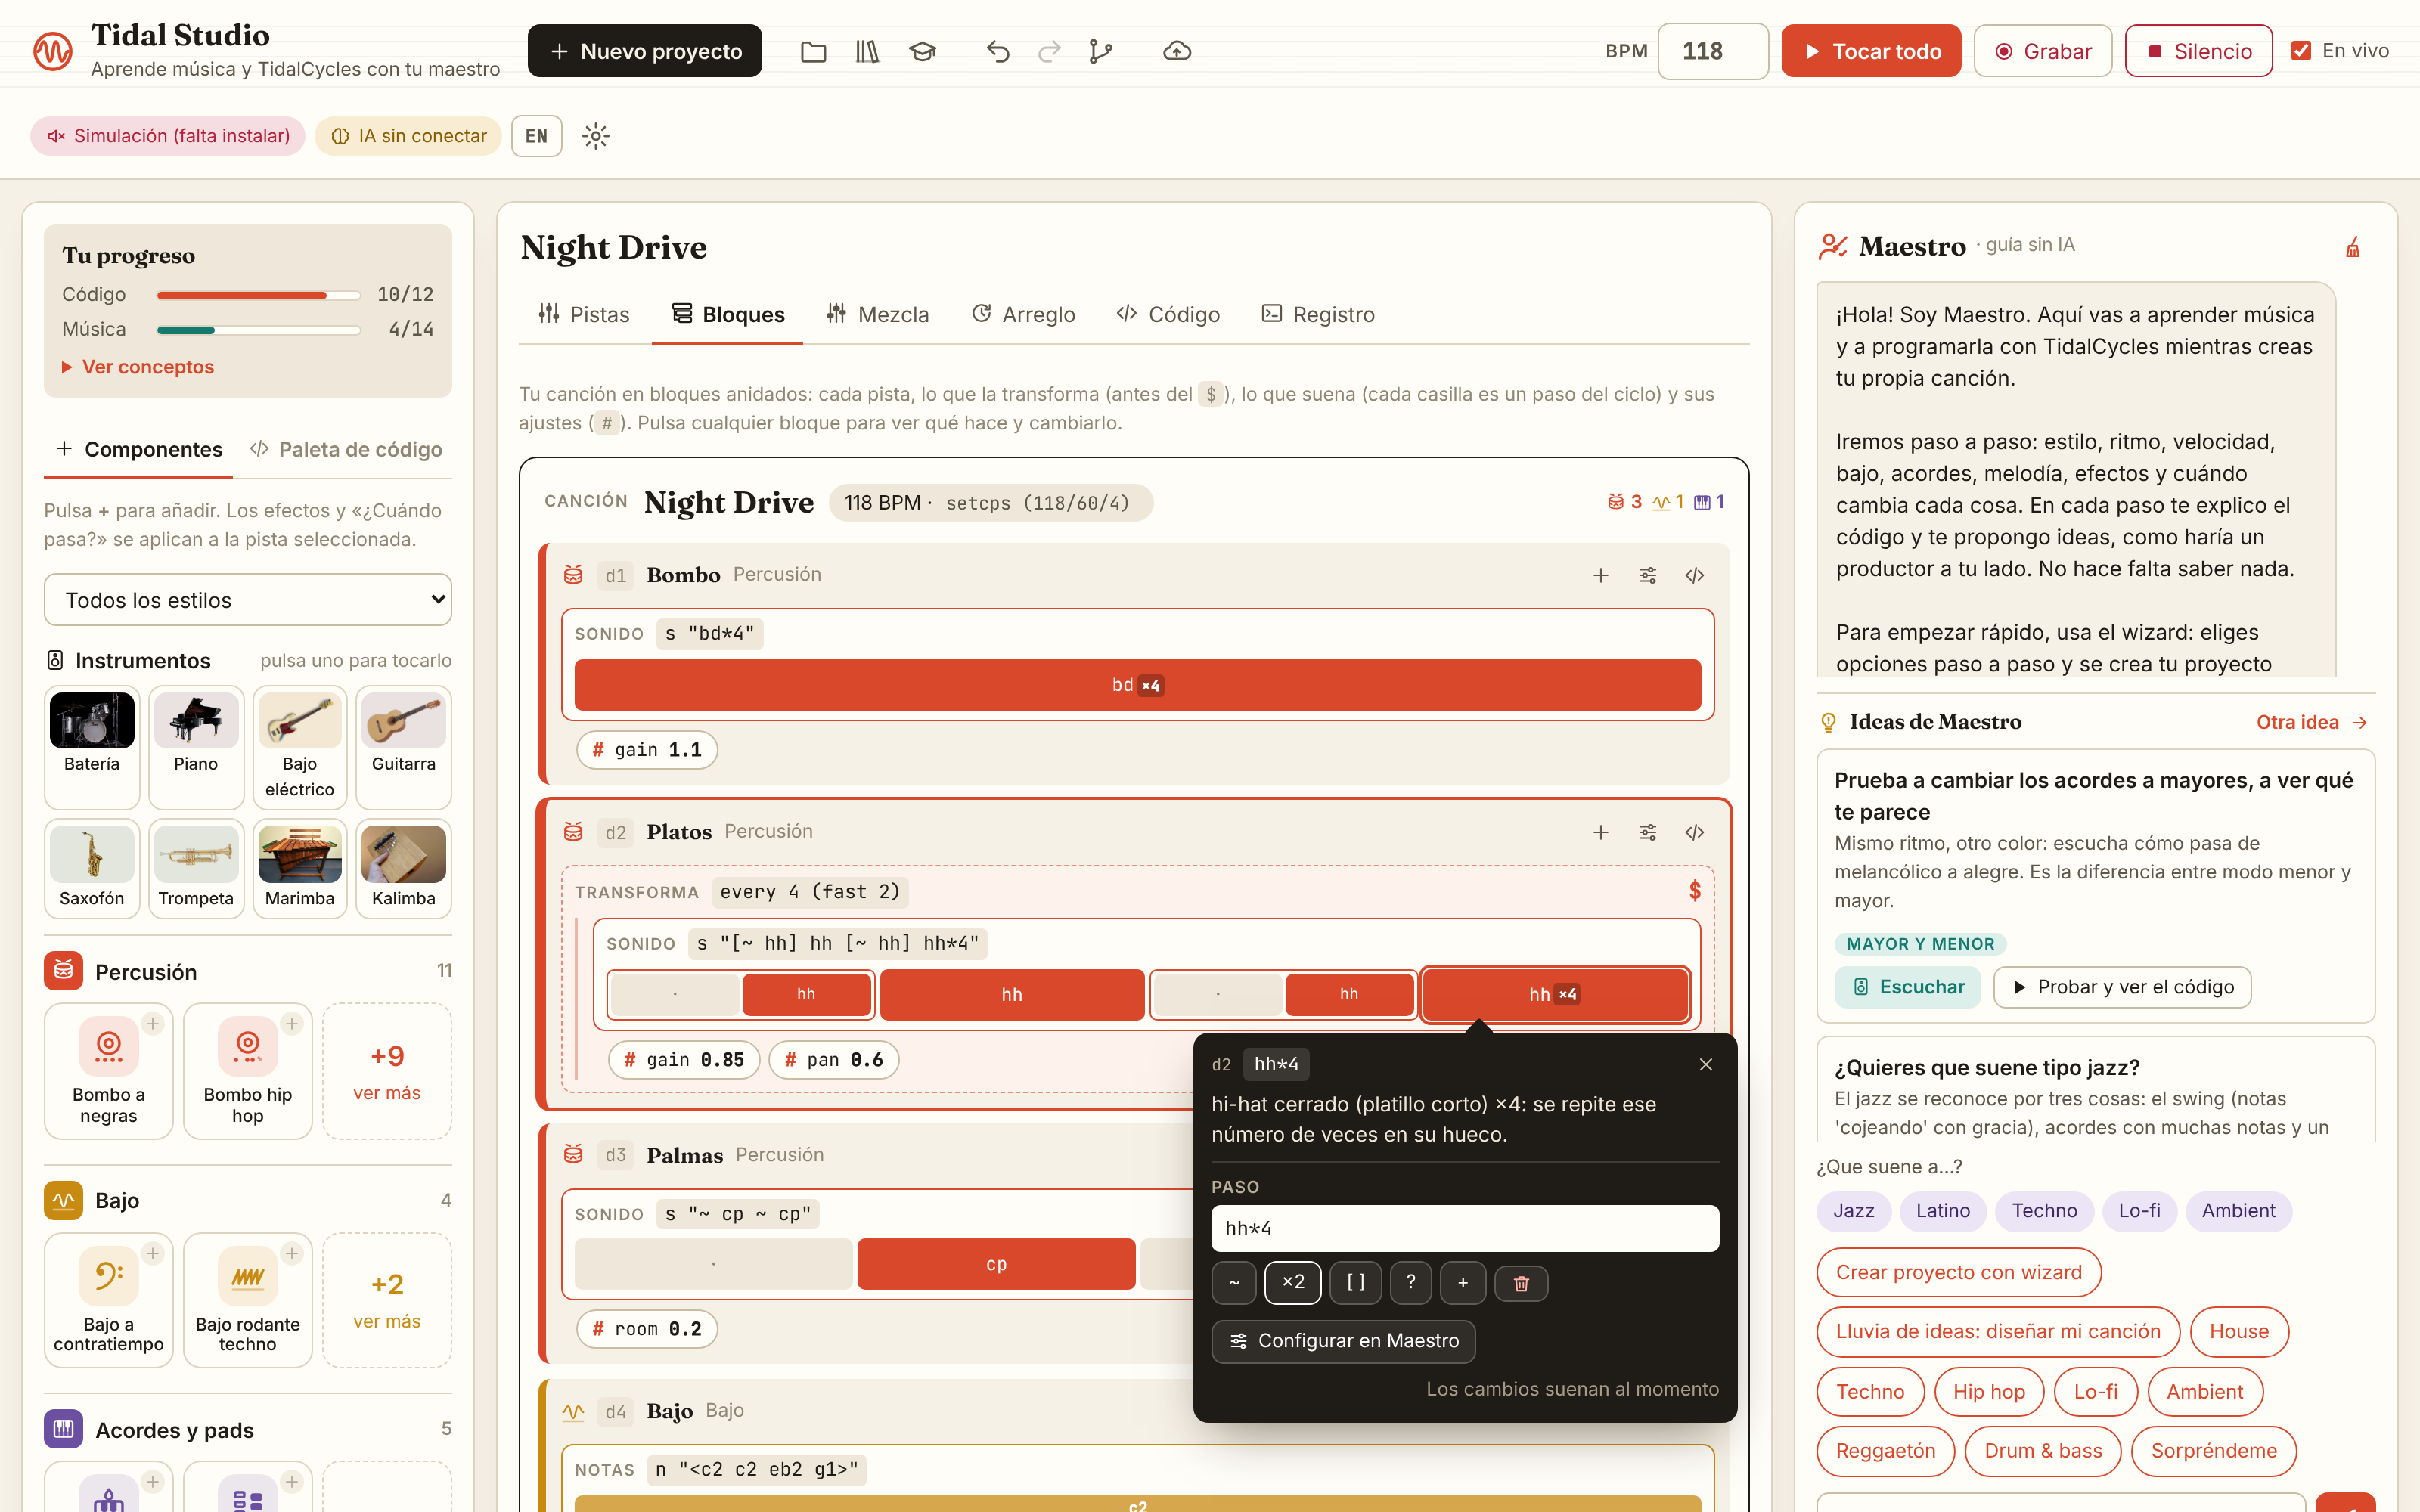 Tidal Studio
Aprende música y TidalCycles con tu maestro
Nuevo proyecto
BPM 118
Tocar todo
Grabar
Silencio
En vivo
Simulación (falta instalar)
IA sin conectar
EN
Tu progreso
Código 10/12
Música 4/14
Ver conceptos
Componentes
Paleta de código
Pulsa + para añadir. Los efectos y «¿Cuándo
pasa?» se aplican a la pista seleccionada.
Todos los estilos
Instrumentos
pulsa uno para tocarlo
Batería
Piano
Bajo
eléctrico
Guitarra
Saxofón
Trompeta
Marimba
Kalimba
Percusión 11
Bombo a
negras
Bombo hip
hop
+9
ver más
Bajo 4
Bajo a
contratiempo
Bajo rodante
techno
+2
ver más
Acordes y pads 5
Night Drive
Pistas
Bloques
Mezcla
Arreglo
Código
Registro
Tu canción en bloques anidados: cada pista, lo que la transforma (antes del $), lo que suena (cada casilla es un paso del ciclo) y sus
ajustes (#). Pulsa cualquier bloque para ver qué hace y cambiarlo.
CANCIÓN Night Drive 118 BPM · setcps (118/60/4) 3 1 1
d1 Bombo Percusión
SONIDO s "bd*4"
bd ×4
# gain 1.1
d2 Platos Percusión
TRANSFORMA every 4 (fast 2) $
SONIDO s "[~ hh] hh [~ hh] hh*4"
· hh hh · hh hh ×4
# gain 0.85 # pan 0.6
d3 Palmas Percusión
SONIDO s "~ cp ~ cp"
· cp
# room 0.2
d4 Bajo Bajo
NOTAS n "<c2 c2 eb2 g1>"
c2
d2 hh*4
hi-hat cerrado (platillo corto) ×4: se repite ese
número de veces en su hueco.
PASO
hh*4
~ ×2 [ ] ? +
Configurar en Maestro
Los cambios suenan al momento
Maestro · guía sin IA
¡Hola! Soy Maestro. Aquí vas a aprender música
y a programarla con TidalCycles mientras creas
tu propia canción.
Iremos paso a paso: estilo, ritmo, velocidad,
bajo, acordes, melodía, efectos y cuándo
cambia cada cosa. En cada paso te explico el
código y te propongo ideas, como haría un
productor a tu lado. No hace falta saber nada.
Para empezar rápido, usa el wizard: eliges
opciones paso a paso y se crea tu proyecto
Ideas de Maestro
Otra idea →
Prueba a cambiar los acordes a mayores, a ver qué
te parece
Mismo ritmo, otro color: escucha cómo pasa de
melancólico a alegre. Es la diferencia entre modo menor y
mayor.
MAYOR Y MENOR
Escuchar
Probar y ver el código
¿Quieres que suene tipo jazz?
El jazz se reconoce por tres cosas: el swing (notas
'cojeando' con gracia), acordes con muchas notas y un
¿Que suene a...?
Jazz
Latino
Techno
Lo-fi
Ambient
Crear proyecto con wizard
Lluvia de ideas: diseñar mi canción
House
Techno
Hip hop
Lo-fi
Ambient
Reggaetón
Drum & bass
Sorpréndeme